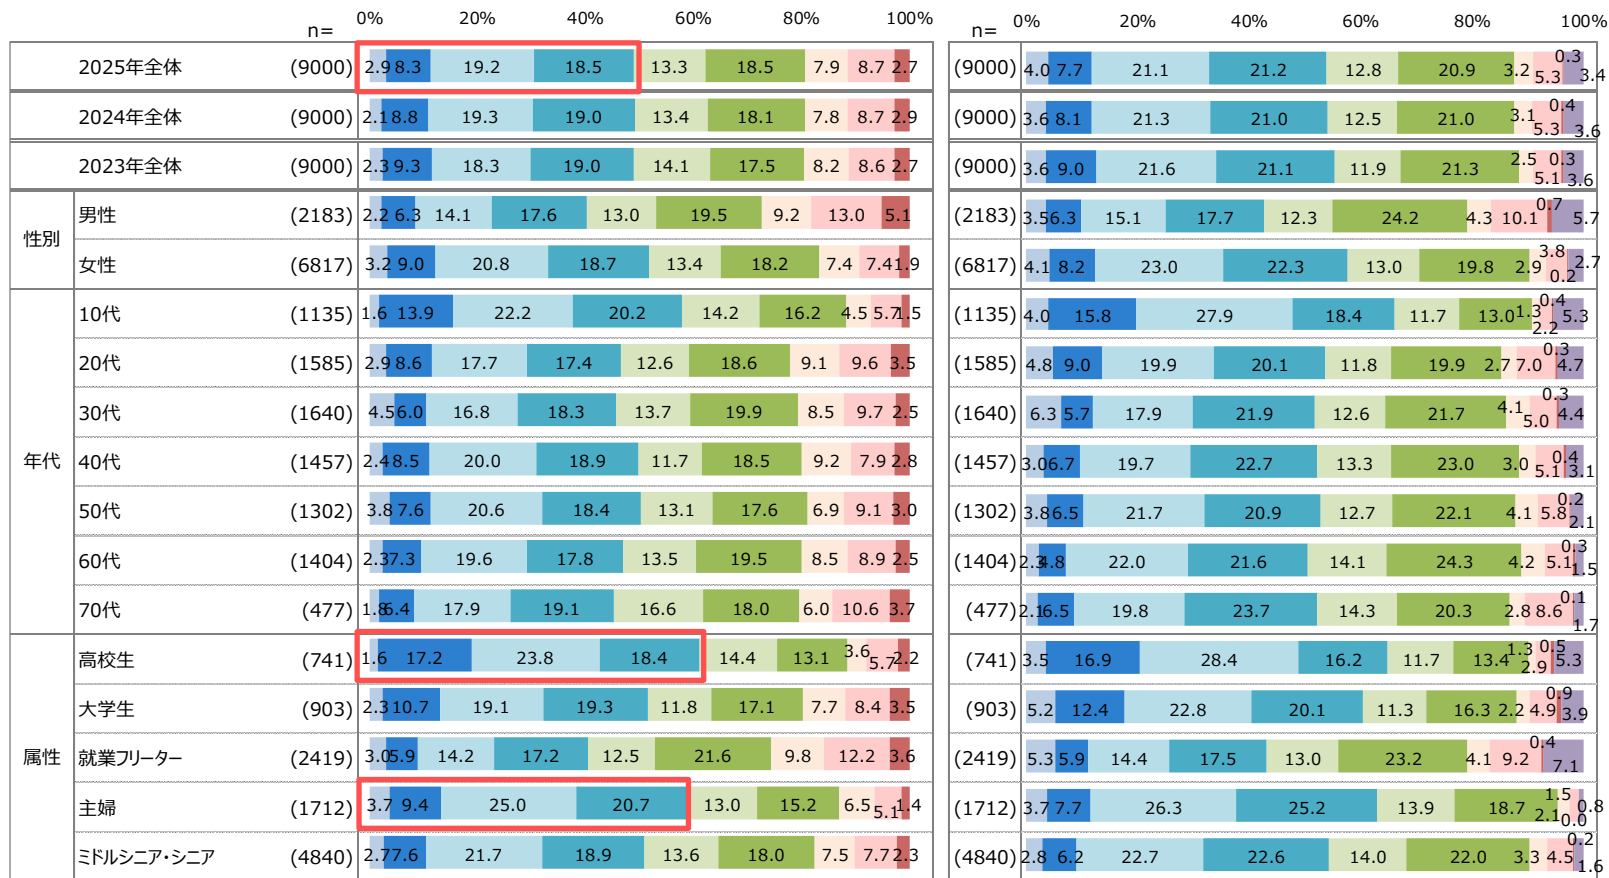 n= 0% 20% 40% 60% 80% 100% n= 0% 20% 40% 60% 80% 100%
2025年全体 (9000) 2.9 8.3 19.2 18.5 13.3 18.5 7.9 8.7 2.7 (9000) 4.0 7.7 21.1 21.2 12.8 20.9 3.2 5.3 0.3 3.4
2024年全体 (9000) 2.1 8.8 19.3 19.0 13.4 18.1 7.8 8.7 2.9 (9000) 3.6 8.1 21.3 21.0 12.5 21.0 3.1 5.3 0.4 3.6
2023年全体 (9000) 2.3 9.3 18.3 19.0 14.1 17.5 8.2 8.6 2.7 (9000) 3.6 9.0 21.6 21.1 11.9 21.3 2.5 5.1 0.3 3.6
性別
男性 (2183) 2.2 6.3 14.1 17.6 13.0 19.5 9.2 13.0 5.1 (2183) 3.5 6.3 15.1 17.7 12.3 24.2 4.3 10.1 0.7 5.7
女性 (6817) 3.2 9.0 20.8 18.7 13.4 18.2 7.4 7.4 1.9 (6817) 4.1 8.2 23.0 22.3 13.0 19.8 2.9 3.8 0.2 2.7
年代
10代 (1135) 1.6 13.9 22.2 20.2 14.2 16.2 4.5 5.7 1.5 (1135) 4.0 15.8 27.9 18.4 11.7 13.0 1.3 2.2 0.4 5.3
20代 (1585) 2.9 8.6 17.7 17.4 12.6 18.6 9.1 9.6 3.5 (1585) 4.8 9.0 19.9 20.1 11.8 19.9 2.7 7.0 0.3 4.7
30代 (1640) 4.5 6.0 16.8 18.3 13.7 19.9 8.5 9.7 2.5 (1640) 6.3 5.7 17.9 21.9 12.6 21.7 4.1 5.0 0.3 4.4
40代 (1457) 2.4 8.5 20.0 18.9 11.7 18.5 9.2 7.9 2.8 (1457) 3.0 6.7 19.7 22.7 13.3 23.0 3.0 5.1 0.4 3.1
50代 (1302) 3.8 7.6 20.6 18.4 13.1 17.6 6.9 9.1 3.0 (1302) 3.8 6.5 21.7 20.9 12.7 22.1 4.1 5.8 0.2 2.1
60代 (1404) 2.3 7.3 19.6 17.8 13.5 19.5 8.5 8.9 2.5 (1404) 2.3 4.8 22.0 21.6 14.1 24.3 4.2 5.1 0.3 1.5
70代 (477) 1.8 6.4 17.9 19.1 16.6 18.0 6.0 10.6 3.7 (477) 2.1 6.5 19.8 23.7 14.3 20.3 2.8 8.6 0.1 1.7
属性
高校生 (741) 1.6 17.2 23.8 18.4 14.4 13.1 3.6 5.7 2.2 (741) 3.5 16.9 28.4 16.2 11.7 13.4 1.3 2.9 0.5 5.3
大学生 (903) 2.3 10.7 19.1 19.3 11.8 17.1 7.7 8.4 3.5 (903) 5.2 12.4 22.8 20.1 11.3 16.3 2.2 4.9 0.9 3.9
就業フリーター (2419) 3.0 5.9 14.2 17.2 12.5 21.6 9.8 12.2 3.6 (2419) 5.3 5.9 14.4 17.5 13.0 23.2 4.1 9.2 0.4 7.1
主婦 (1712) 3.7 9.4 25.0 20.7 13.0 15.2 6.5 5.1 1.4 (1712) 3.7 7.7 26.3 25.2 13.9 18.7 2.1 1.5 0.0 0.8
ミドルシニア・シニア (4840) 2.7 7.6 21.7 18.9 13.6 18.0 7.5 7.7 2.3 (4840) 2.8 6.2 22.7 22.6 14.0 22.0 3.3 4.5 0.2 1.6